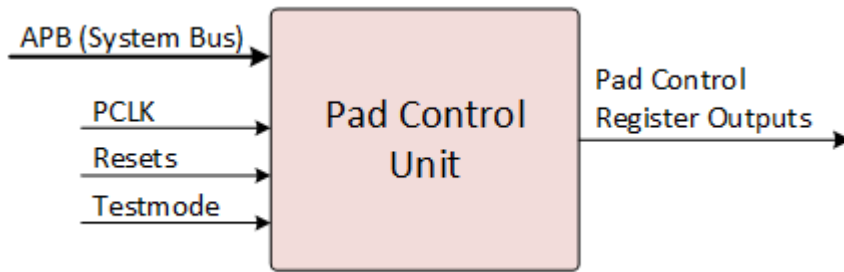 APB (System Bus)
PCLK
Resets
Testmode
Pad Control
Unit
Pad Control
Register Outputs